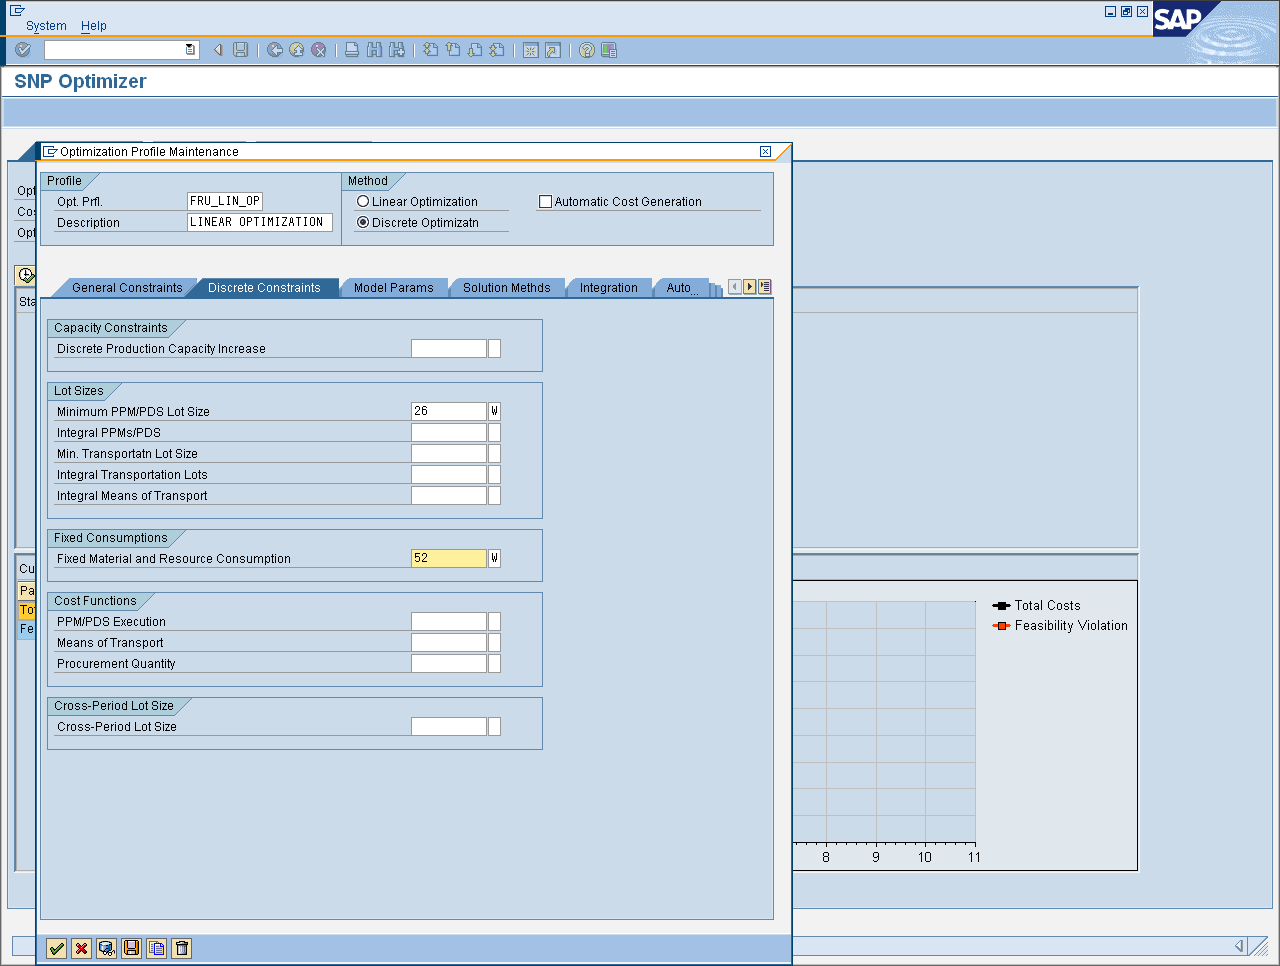 System Help
SAP
SNP Optimizer
Optimization Profile Maintenance
Profile
Method
Opt. Prfl.
FRU_LIN_OP
Linear Optimization
Automatic Cost Generation
Description
LINEAR OPTIMIZATION
Discrete Optimizatn
Opt
Cos
Opt
Sta
General Constraints
Discrete Constraints
Model Params
Solution Methds
Integration
Auto...
Capacity Constraints
Discrete Production Capacity Increase
Lot Sizes
Minimum PPM/PDS Lot Size 26 W
Integral PPMs/PDS
Min. Transportatn Lot Size
Integral Transportation Lots
Integral Means of Transport
Fixed Consumptions
Fixed Material and Resource Consumption 52 W
Cost Functions
PPM/PDS Execution
Means of Transport
Procurement Quantity
Cross-Period Lot Size
Cross-Period Lot Size
Cu
Pa
Tot
Fe
Total Costs
Feasibility Violation
8 9 10 11